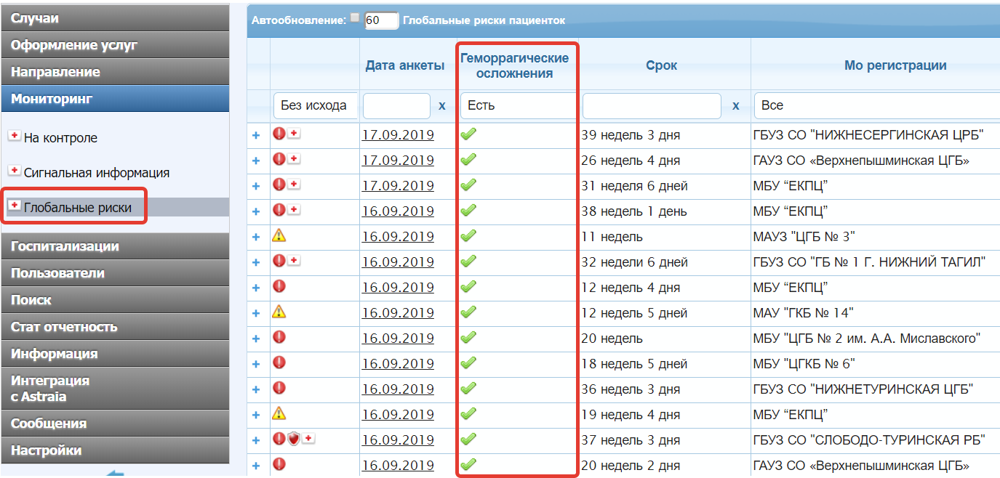 Случаи
Оформление услуг
Направление
Мониторинг
На контроле
Сигнальная информация
Глобальные риски
Госпитализации
Пользователи
Поиск
Стат отчетность
Информация
Интеграция
с Astraia
Сообщения
Настройки
Автообновление: 60 Глобальные риски пациенток
Дата анкеты Геморрагические осложнения Срок Мо регистрации
Без исхода x Есть x Все
+ 17.09.2019 39 недель 3 дня ГБУЗ СО "НИЖНЕСЕРГИНСКАЯ ЦРБ"
+ 17.09.2019 26 недель 4 дня ГАУЗ СО «Верхнепышминская ЦГБ»
+ 17.09.2019 31 неделя 6 дней МБУ “ЕКПЦ”
+ 16.09.2019 38 недель 1 день МБУ “ЕКПЦ”
+ 16.09.2019 11 недель МАУЗ "ЦГБ № 3"
+ 16.09.2019 32 недели 6 дней ГБУЗ СО "ГБ № 1 Г. НИЖНИЙ ТАГИЛ"
+ 16.09.2019 12 недель 4 дня МБУ “ЕКПЦ”
+ 16.09.2019 12 недель 5 дней МАУ "ГКБ № 14"
+ 16.09.2019 20 недель МБУ "ЦГБ № 2 им. А.А. Миславского"
+ 16.09.2019 18 недель 5 дней МБУ "ЦГКБ № 6"
+ 16.09.2019 36 недель 3 дня ГБУЗ СО "НИЖНЕТУРИНСКАЯ ЦГБ"
+ 16.09.2019 19 недель 4 дня МБУ “ЕКПЦ”
+ 16.09.2019 37 недель 3 дня ГБУЗ СО "СЛОБОДО-ТУРИНСКАЯ РБ"
+ 16.09.2019 20 недель 2 дня ГАУЗ СО «Верхнепышминская ЦГБ»